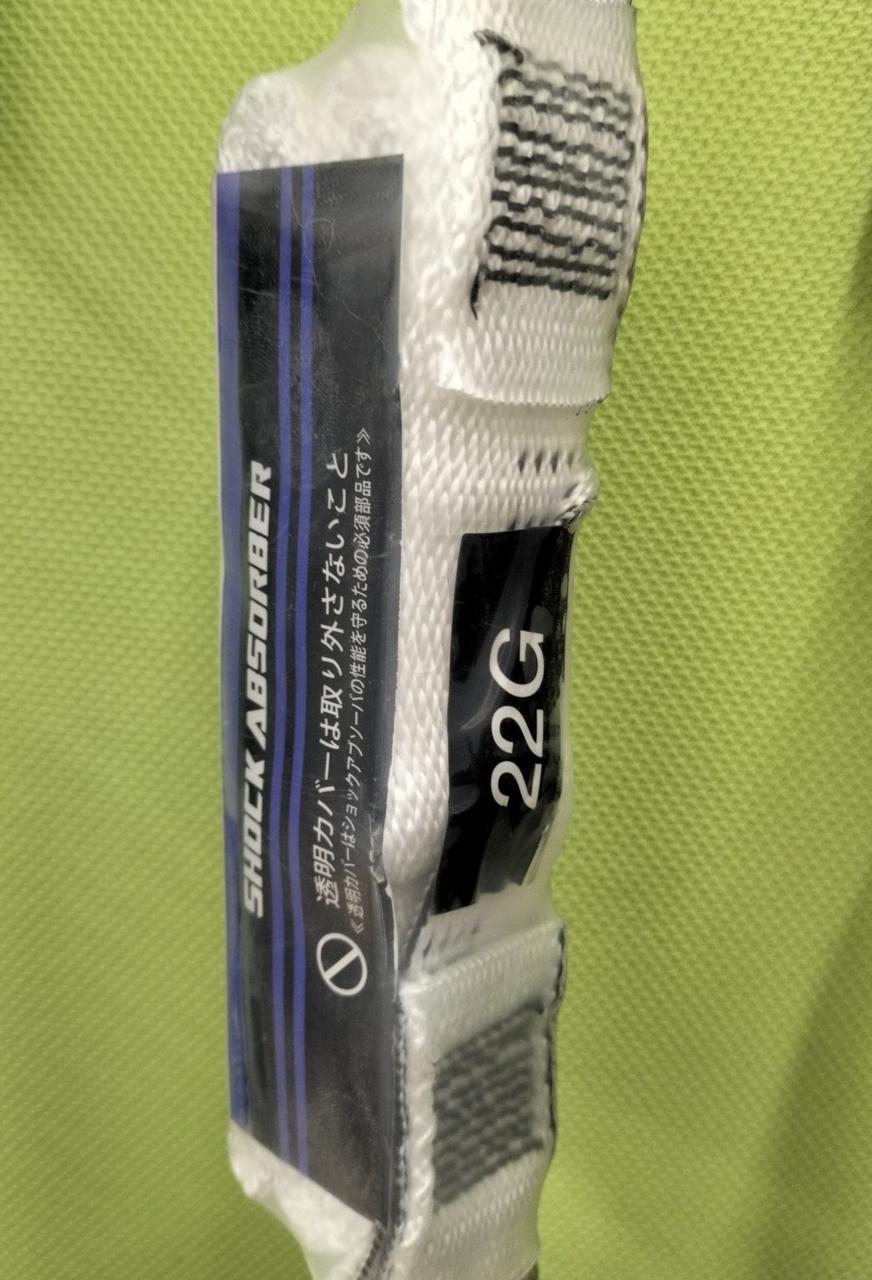 SHOCK ABSORBER
透明カバーは取り外さないこと
≪透明カバーはショックアブソーバの性能を守るための必須部品です≫
22G